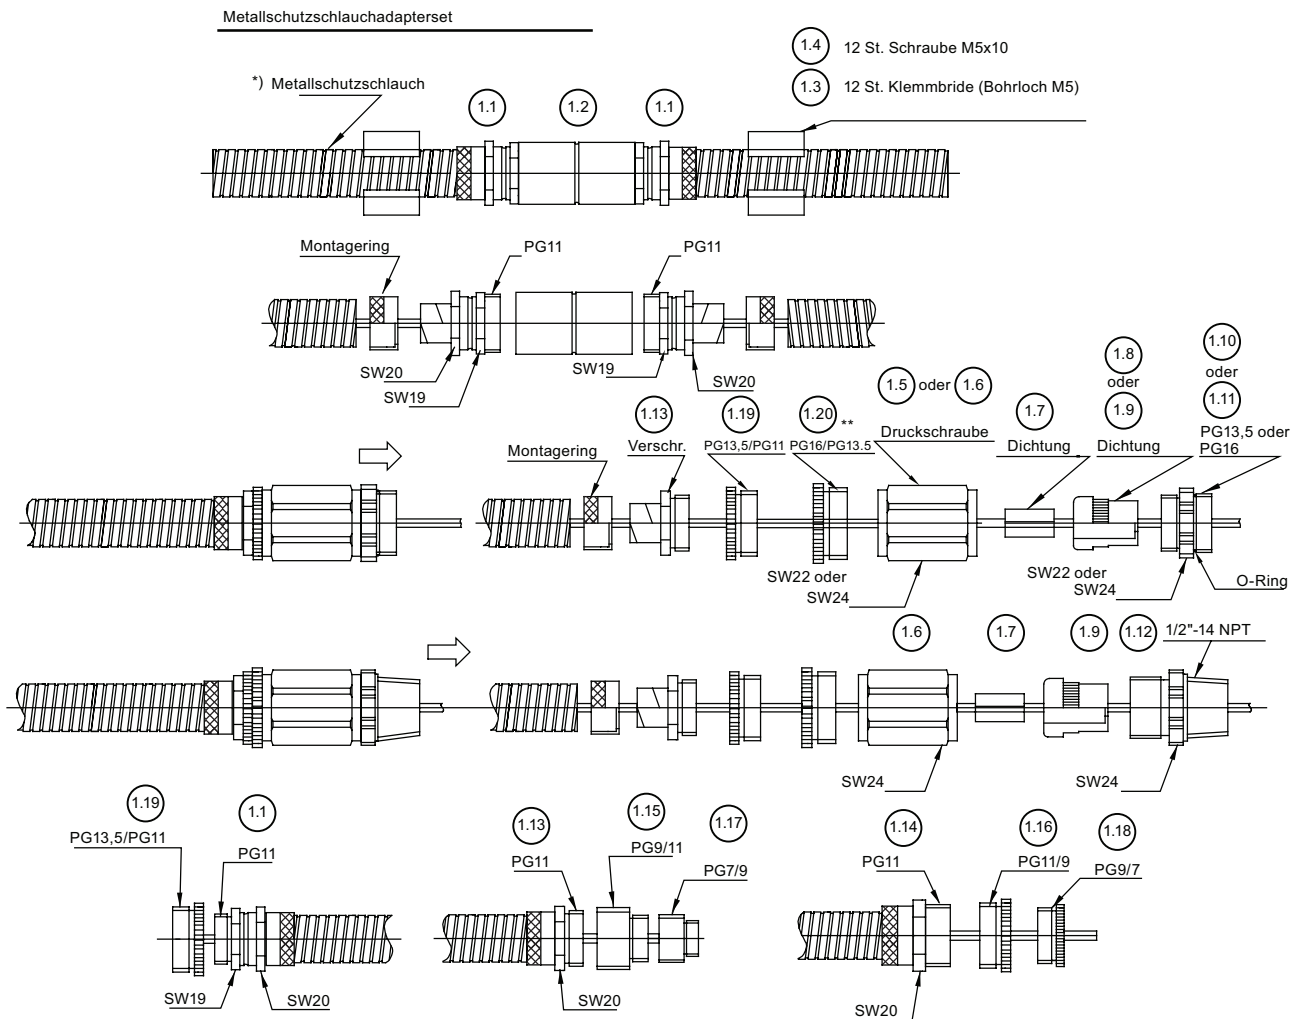 Metallschutzschlauchadapterset
1.4 12 St. Schraube M5x10
*) Metallschutzschlauch
1.1
1.2
1.1
1.3 12 St. Klemmbride (Bohrloch M5)
Montagering
PG11
PG11
SW20
SW19
SW19
SW20
1.5 oder 1.6
1.8
oder
1.9
Dichtung
1.10
oder
1.11
PG13,5 oder
PG16
Montagering
1.13
Verschr.
1.19
PG13,5/PG11
1.20 **
PG16/PG13.5
Druckschraube
1.7
Dichtung
SW22 oder
SW24
SW22 oder
SW24
O-Ring
1.6
1.7
1.9
1.12
1/2"-14 NPT
SW24
SW24
1.19
PG13,5/PG11
1.1
PG11
SW19
SW20
1.13
PG11
1.15
PG9/11
1.17
PG7/9
SW20
1.14
PG11
1.16
PG11/9
1.18
PG9/7
SW20